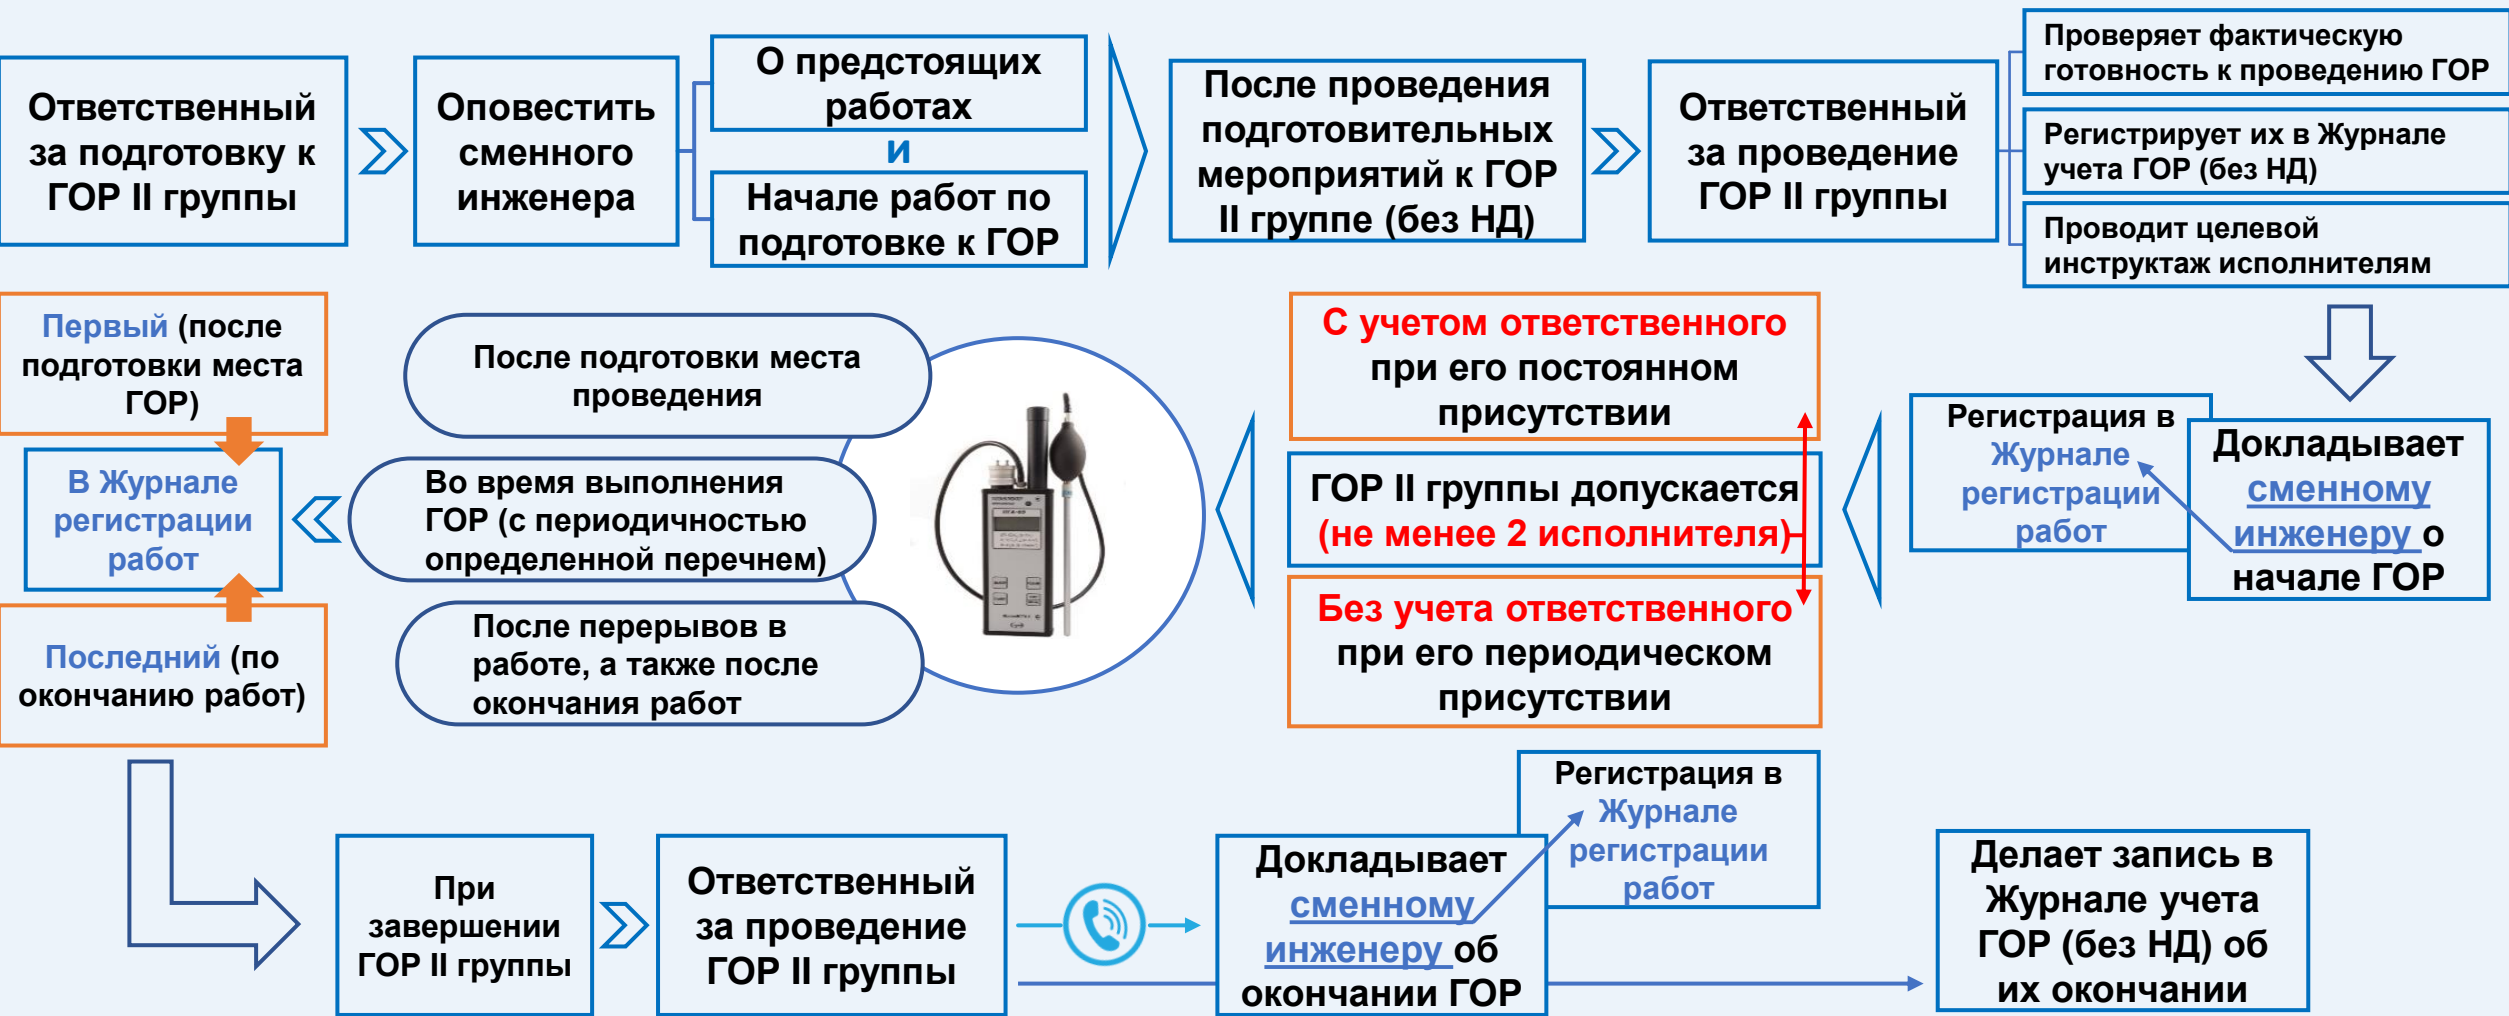 Ответственный
за подготовку к
ГОР II группы
Оповестить
сменного
инженера
О предстоящих
работах
и
Начале работ по
подготовке к ГОР
После проведения
подготовительных
мероприятий к ГОР
II группе (без НД)
Ответственный
за проведение
ГОР II группы
Проверяет фактическую
готовность к проведению ГОР
Регистрирует их в Журнале
учета ГОР (без НД)
Проводит целевой
инструктаж исполнителям
Докладывает
сменному
инженеру о
начале ГОР
Регистрация в
Журнале
регистрации
работ
С учетом ответственного
при его постоянном
присутствии
ГОР II группы допускается
(не менее 2 исполнителя)
Без учета ответственного
при его периодическом
присутствии
После подготовки места
проведения
Во время выполнения
ГОР (с периодичностью
определенной перечнем)
После перерывов в
работе, а также после
окончания работ
Первый (после
подготовки места
ГОР)
В Журнале
регистрации
работ
Последний (по
окончанию работ)
При
завершении
ГОР II группы
Ответственный
за проведение
ГОР II группы
Докладывает
сменному
инженеру об
окончании ГОР
Регистрация в
Журнале
регистрации
работ
Делает запись в
Журнале учета
ГОР (без НД) об
их окончании